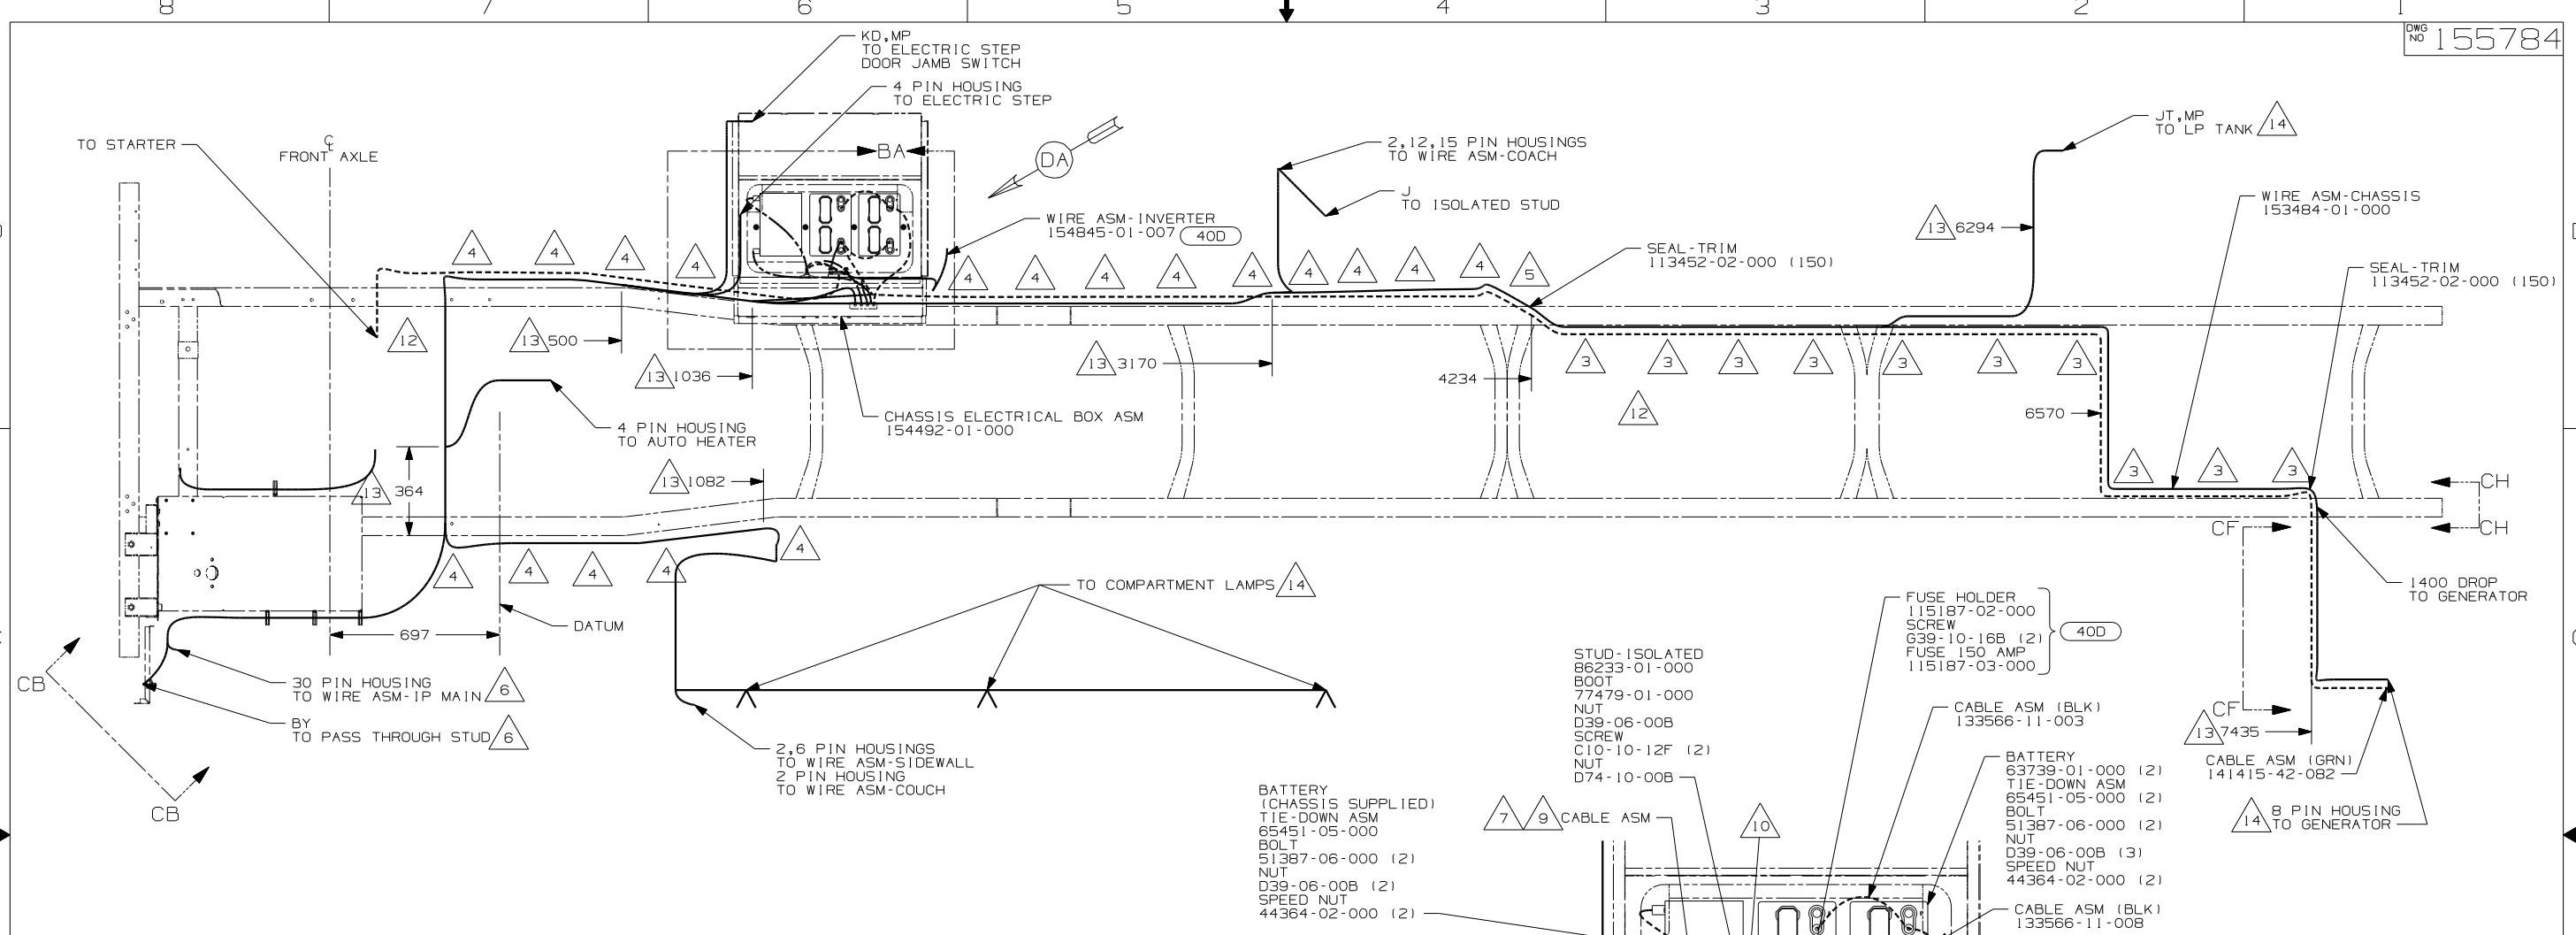 8 7 6 5 4 3 2 1
DWG NO 155784
KD,MP
TO ELECTRIC STEP
DOOR JAMB SWITCH
4 PIN HOUSING
TO ELECTRIC STEP
TO STARTER
℄
FRONT AXLE
BA
DA
2,12,15 PIN HOUSINGS
TO WIRE ASM-COACH
J
TO ISOLATED STUD
JT,MP
TO LP TANK 14
WIRE ASM-CHASSIS
153484-01-000
WIRE ASM-INVERTER
154845-01-007 40D
13 6294
SEAL-TRIM
113452-02-000 (150)
SEAL-TRIM
113452-02-000 (150)
4 4 4 4 4 4 4 4 4 4 4 4 4 5
12
13 500
13 1036
13 3170
4234
3 3 3 3 3 3 3
12
6570
CHASSIS ELECTRICAL BOX ASM
154492-01-000
4 PIN HOUSING
TO AUTO HEATER
13 364
13 1082
3 3 3
CH
CH
CF
4 4 4 4 4
TO COMPARTMENT LAMPS 14
1400 DROP
TO GENERATOR
697
DATUM
CB
30 PIN HOUSING
TO WIRE ASM-IP MAIN 6
BY
TO PASS THROUGH STUD 6
CB
2,6 PIN HOUSINGS
TO WIRE ASM-SIDEWALL
2 PIN HOUSING
TO WIRE ASM-COUCH
FUSE HOLDER
115187-02-000
SCREW
G39-10-16B (2)
FUSE 150 AMP
115187-03-000
40D
STUD-ISOLATED
86233-01-000
BOOT
77479-01-000
NUT
D39-06-00B
SCREW
C10-10-12F (2)
NUT
D74-10-00B
CABLE ASM (BLK)
133566-11-003
CF
13 7435
CABLE ASM (GRN)
141415-42-082
14 8 PIN HOUSING
TO GENERATOR
BATTERY
63739-01-000 (2)
TIE-DOWN ASM
65451-05-000 (2)
BOLT
51387-06-000 (2)
NUT
D39-06-00B (3)
SPEED NUT
44364-02-000 (2)
BATTERY
(CHASSIS SUPPLIED)
TIE-DOWN ASM
65451-05-000
BOLT
51387-06-000 (2)
NUT
D39-06-00B (2)
SPEED NUT
44364-02-000 (2)
7 9 CABLE ASM
10
CABLE ASM (BLK)
133566-11-008